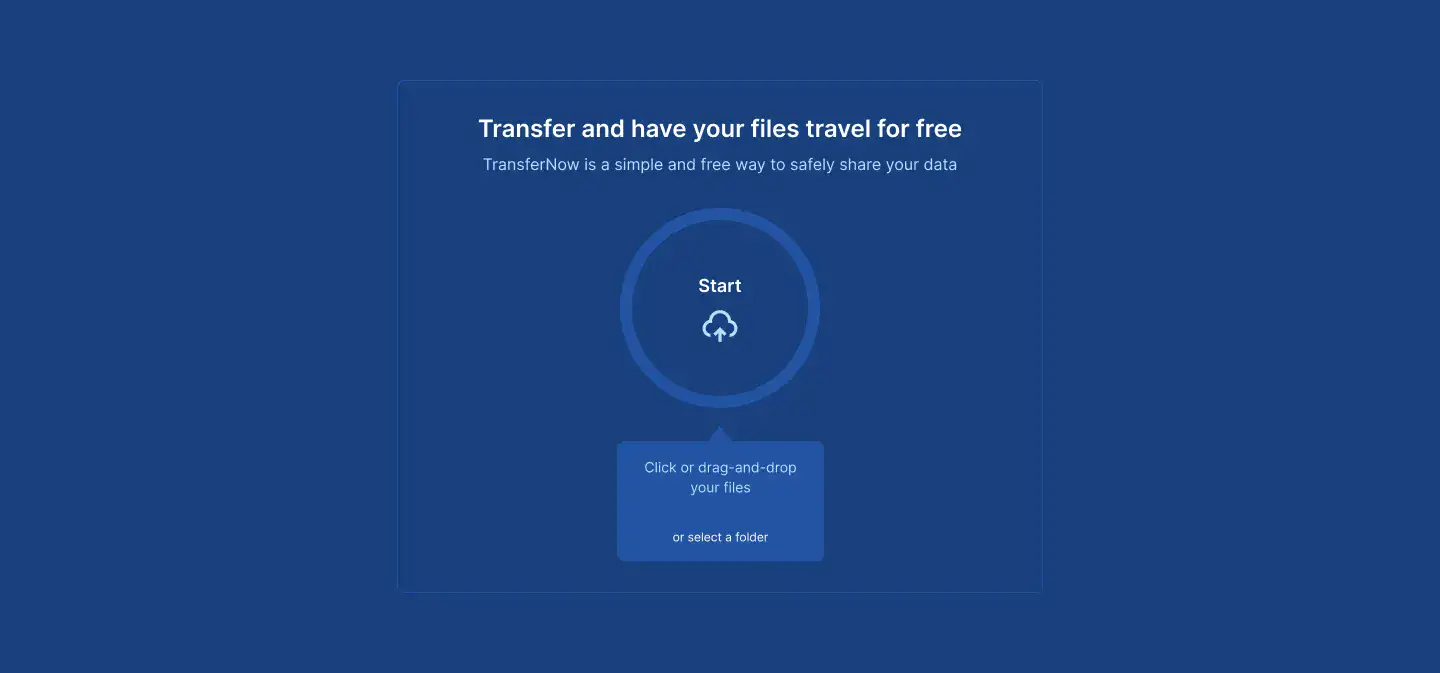 Transfer and have your files travel for free
TransferNow is a simple and free way to safely share your data
Start
Click or drag-and-drop
your files
or select a folder